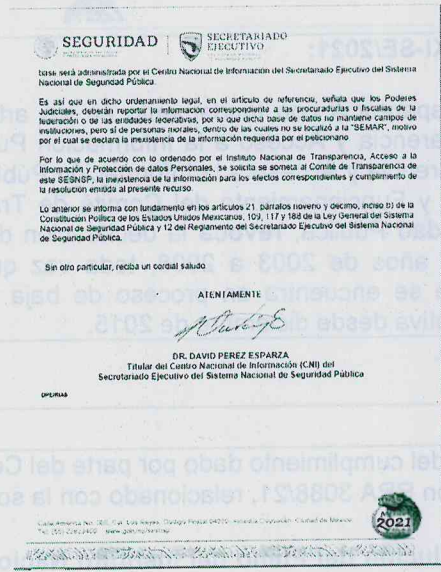 SEGURIDAD
SECRETARIADO
EJECUTIVO
base será administrada por el Centro Nacional de Información del Secretariado Ejecutivo del Sistema
Nacional de Seguridad Pública.
Es así que en dicho ordenamiento legal, en el artículo de referencia, señala que los Poderes
Judiciales, deberán reportar la información correspondiente a las procuradurías o fiscalías de la
federación o de las entidades federativas, por lo que dicha base de datos no mantiene campos de
instituciones, pero sí de personas morales, dentro de las cuales no se localizó a la "SEMAR", motivo
por el cual se declara la inexistencia a la información requerida por el peticionario
Por lo que de acuerdo con lo ordenado por el Instituto Nacional de Transparencia, Acceso a la
Información y Protección de datos Personales, se solicita se someta al Comité de Transparencia de
este SESNSP, la inexistencia de la información para los efectos correspondientes y cumplimiento de
la resolución emitida al presente recurso.
Lo anterior se informa con fundamento en los artículos 21, párrafos noveno y décimo, inciso b) de la
Constitución Política de los Estados Unidos Mexicanos, 109, 117 y 188 de la Ley General del Sistema
Nacional de Seguridad Pública y 12 del Reglamento del Secretariado Ejecutivo del Sistema Nacional
de Seguridad Pública.
Sin otro particular, reciba un cordial saludo
ATENTAMENTE
DR. DAVID PEREZ ESPARZA
Titular del Centro Nacional de Información (CNI) del
Secretariado Ejecutivo del Sistema Nacional de Seguridad Pública
México
2021